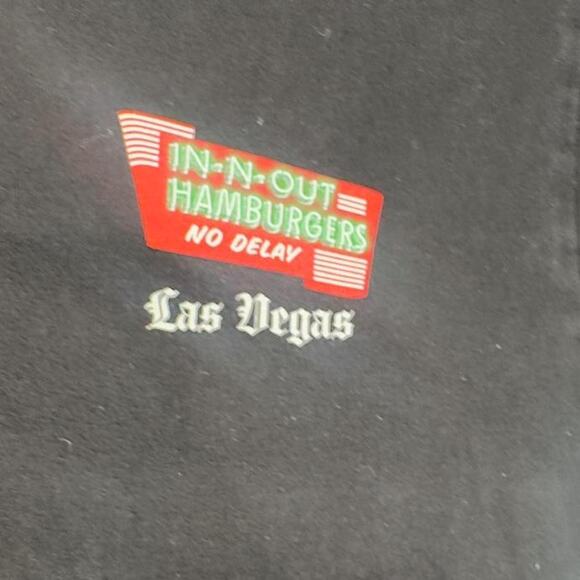 IN-N-OUT
HAMBURGERS
NO DELAY
Las Vegas